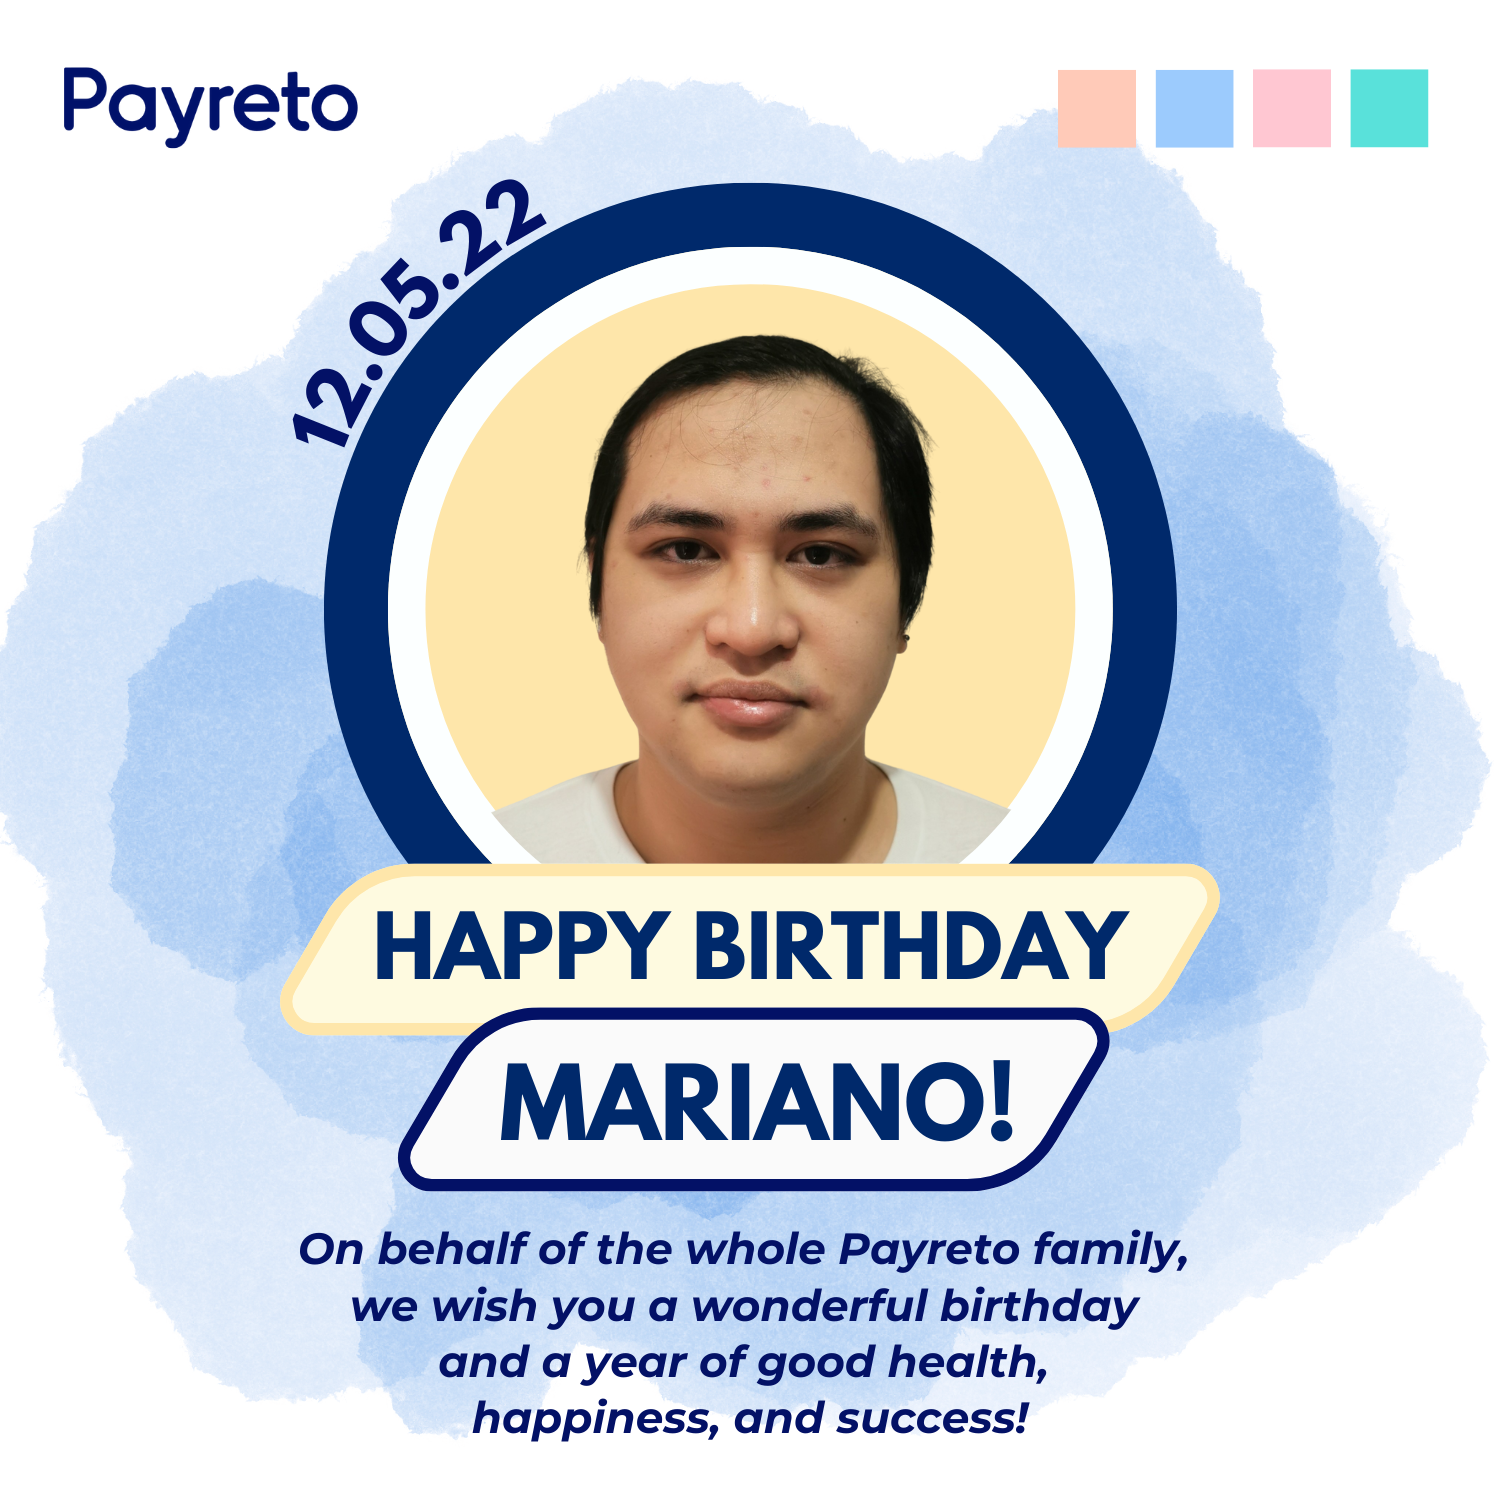 Payreto
12.05.22
HAPPY BIRTHDAY
MARIANO!
On behalf of the whole Payreto family,
we wish you a wonderful birthday
and a year of good health,
happiness, and success!